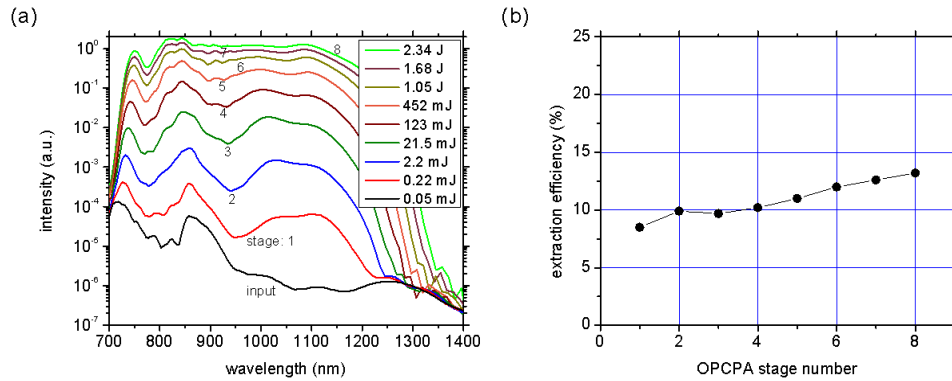 (a)
intensity (a.u.)
10^0
10^-1
10^-2
10^-3
10^-4
10^-5
10^-6
10^-7
700 800 900 1000 1100 1200 1300 1400
wavelength (nm)
7
8
6
5
4
3
2
stage: 1
input
2.34 J
1.68 J
1.05 J
452 mJ
123 mJ
21.5 mJ
2.2 mJ
0.22 mJ
0.05 mJ
(b)
extraction efficiency (%)
25
20
15
10
5
0
0 2 4 6 8
OPCPA stage number